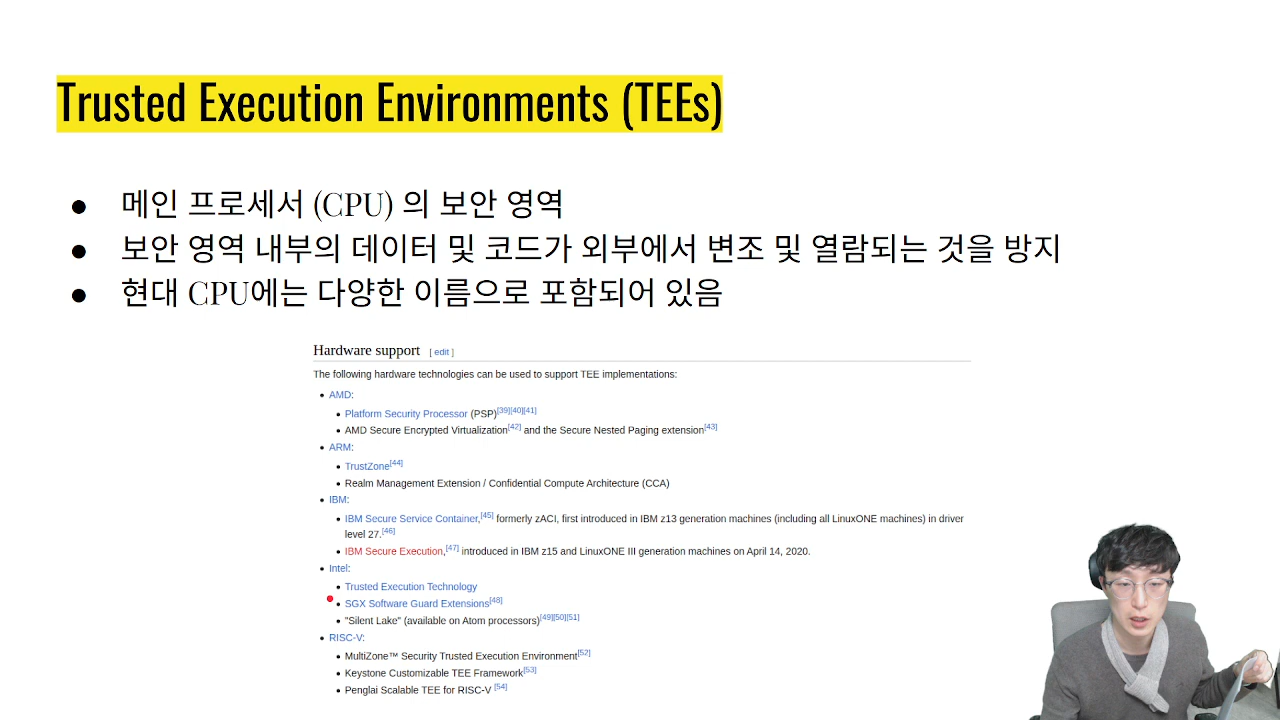 Trusted Execution Environments (TEEs)
● 메인 프로세서 (CPU) 의 보안 영역
● 보안 영역 내부의 데이터 및 코드가 외부에서 변조 및 열람되는 것을 방지
● 현대 CPU에는 다양한 이름으로 포함되어 있음
Hardware support [ edit ]
The following hardware technologies can be used to support TEE implementations:
• AMD:
• Platform Security Processor (PSP)[39][40][41]
• AMD Secure Encrypted Virtualization[42] and the Secure Nested Paging extension[43]
• ARM:
• TrustZone[44]
• Realm Management Extension / Confidential Compute Architecture (CCA)
• IBM:
• IBM Secure Service Container,[45] formerly zACI, first introduced in IBM z13 generation machines (including all LinuxONE machines) in driver
level 27.[46]
• IBM Secure Execution,[47] introduced in IBM z15 and LinuxONE III generation machines on April 14, 2020.
• Intel:
• Trusted Execution Technology
• SGX Software Guard Extensions[48]
• "Silent Lake" (available on Atom processors)[49][50][51]
• RISC-V:
• MultiZone™ Security Trusted Execution Environment[52]
• Keystone Customizable TEE Framework[53]
• Penglai Scalable TEE for RISC-V [54]